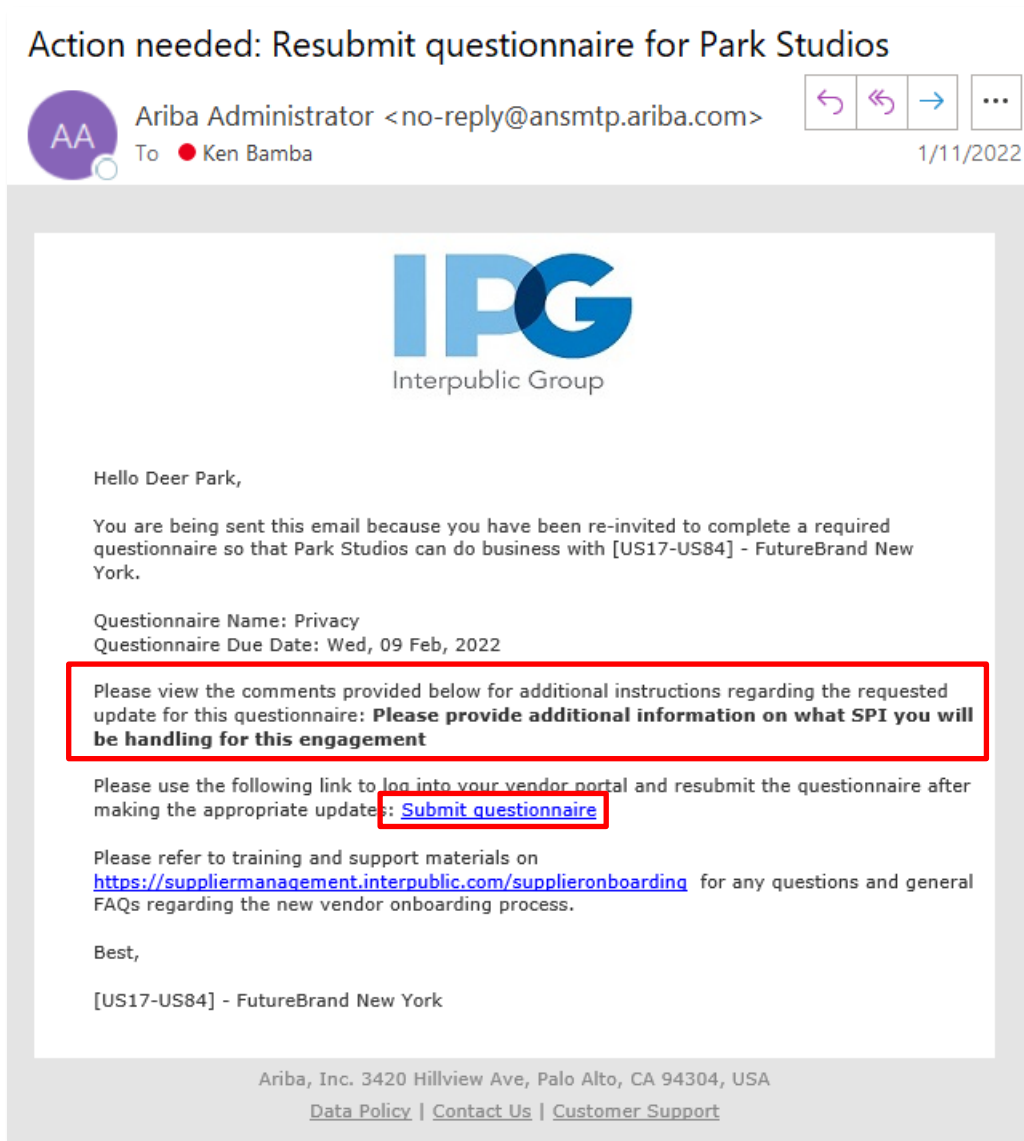 Action needed: Resubmit questionnaire for Park Studios
AA
Ariba Administrator <no-reply@ansmtp.ariba.com>
To Ken Bamba
1/11/2022
IPG
Interpublic Group
Hello Deer Park,
You are being sent this email because you have been re-invited to complete a required
questionnaire so that Park Studios can do business with [US17-US84] - FutureBrand New
York.
Questionnaire Name: Privacy
Questionnaire Due Date: Wed, 09 Feb, 2022
Please view the comments provided below for additional instructions regarding the requested
update for this questionnaire: Please provide additional information on what SPI you will
be handling for this engagement
Please use the following link to log into your vendor portal and resubmit the questionnaire after
making the appropriate updates: Submit questionnaire
Please refer to training and support materials on
https://suppliermanagement.interpublic.com/supplieronboarding for any questions and general
FAQs regarding the new vendor onboarding process.
Best,
[US17-US84] - FutureBrand New York
Ariba, Inc. 3420 Hillview Ave, Palo Alto, CA 94304, USA
Data Policy | Contact Us | Customer Support